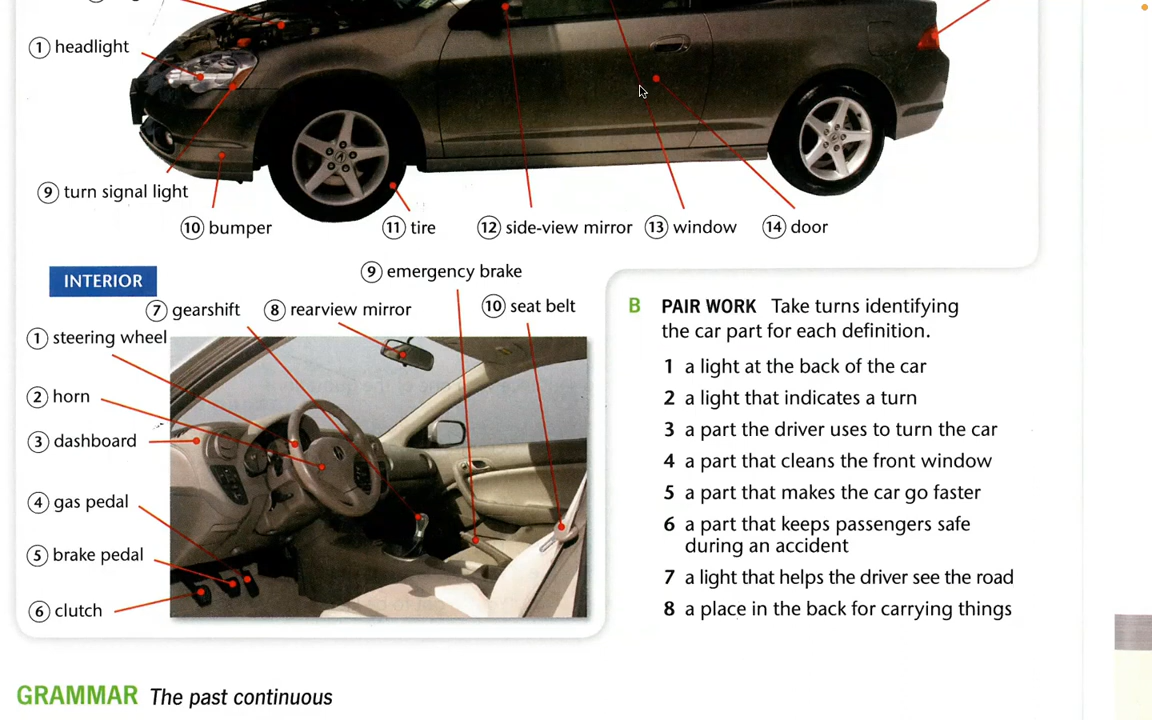 ① headlight
⑨ turn signal light
⑩ bumper
⑪ tire
⑫ side-view mirror
⑬ window
⑭ door
INTERIOR
⑨ emergency brake
⑦ gearshift
⑧ rearview mirror
⑩ seat belt
① steering wheel
② horn
③ dashboard
④ gas pedal
⑤ brake pedal
⑥ clutch
B PAIR WORK Take turns identifying
the car part for each definition.
1 a light at the back of the car
2 a light that indicates a turn
3 a part the driver uses to turn the car
4 a part that cleans the front window
5 a part that makes the car go faster
6 a part that keeps passengers safe
during an accident
7 a light that helps the driver see the road
8 a place in the back for carrying things
GRAMMAR The past continuous